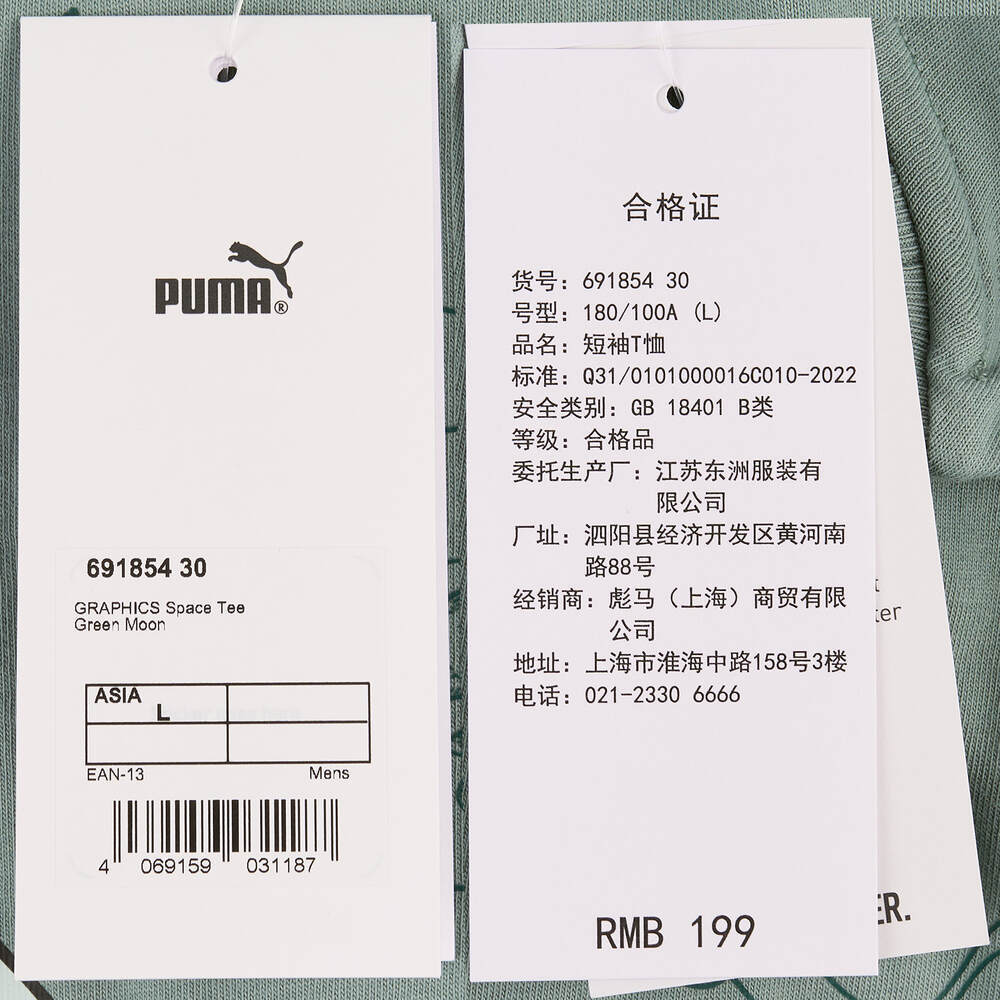 PUMA®
691854 30
GRAPHICS Space Tee
Green Moon
ASIA
L
EAN-13 Mens
4 069159 031187
合格证
货号：691854 30
号型：180/100A (L)
品名：短袖T恤
标准：Q31/0101000016C010-2022
安全类别：GB 18401 B类
等级：合格品
委托生产厂：江苏东洲服装有
限公司
厂址：泗阳县经济开发区黄河南
路88号
经销商：彪马（上海）商贸有限
公司
地址：上海市淮海中路158号3楼
电话：021-2330 6666
RMB 199
ter
ER.